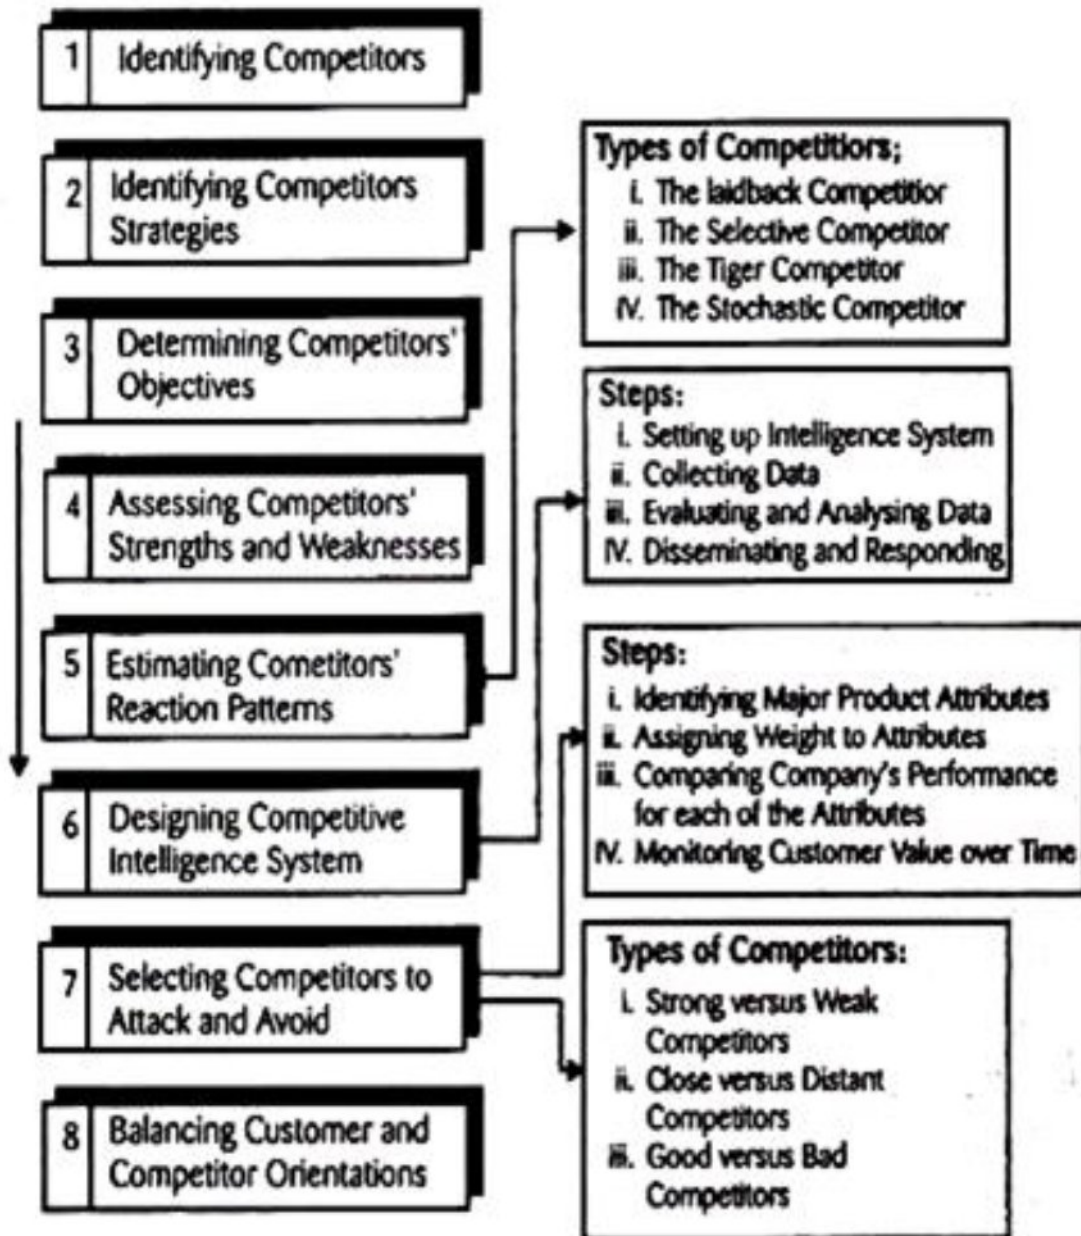 1 Identifying Competitors
2 Identifying Competitors
Strategies
3 Determining Competitors'
Objectives
4 Assessing Competitors'
Strengths and Weaknesses
5 Estimating Cometitors'
Reaction Patterns
6 Designing Competitive
Intelligence System
7 Selecting Competitors to
Attack and Avoid
8 Balancing Customer and
Competitor Orientations
Types of Competitiors;
i. The laidback Competitior
ii. The Selective Competitor
iii. The Tiger Competitor
IV. The Stochastic Competitor
Steps:
i. Setting up Intelligence System
ii. Collecting Data
iii. Evaluating and Analysing Data
IV. Disseminating and Responding
Steps:
i. Identifying Major Product Attributes
ii. Assigning Weight to Attributes
iii. Comparing Company's Performance
for each of the Attributes
IV. Monitoring Customer Value over Time
Types of Competitors:
i. Strong versus Weak
Competitors
ii. Close versus Distant
Competitors
iii. Good versus Bad
Competitors